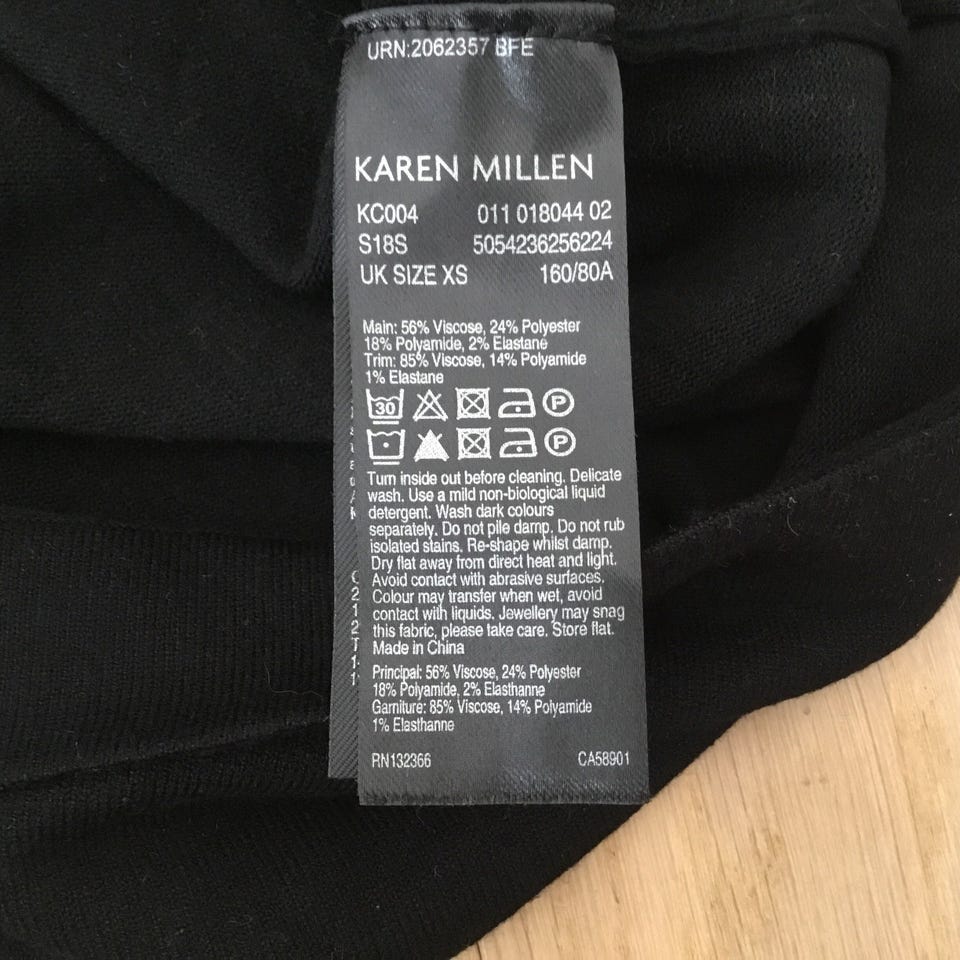 URN:2062357 BFE
KAREN MILLEN
KC004 011 018044 02
S18S 5054236256224
UK SIZE XS 160/80A
Main: 56% Viscose, 24% Polyester
18% Polyamide, 2% Elastane
Trim: 85% Viscose, 14% Polyamide
1% Elastane
30 P
P
Turn inside out before cleaning. Delicate
wash. Use a mild non-biological liquid
detergent. Wash dark colours
separately. Do not pile damp. Do not rub
isolated stains. Re-shape whilst damp.
Dry flat away from direct heat and light.
Avoid contact with abrasive surfaces.
Colour may transfer when wet, avoid
contact with liquids. Jewellery may snag
this fabric, please take care. Store flat.
Made in China
Principal: 56% Viscose, 24% Polyester
18% Polyamide, 2% Elasthanne
Garniture: 85% Viscose, 14% Polyamide
1% Elasthanne
RN132366 CA58901